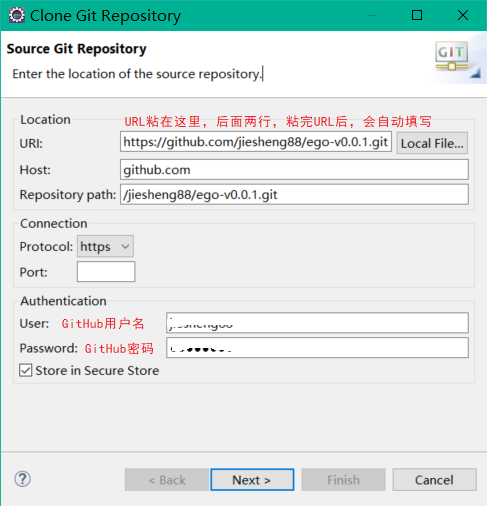 Clone Git Repository
Source Git Repository
Enter the location of the source repository.
GIT
Location
URL粘在这里，后面两行，粘完URL后，会自动填写
URI: https://github.com/jiesheng88/ego-v0.0.1.git Local File...
Host: github.com
Repository path: /jiesheng88/ego-v0.0.1.git
Connection
Protocol: https
Port:
Authentication
User: GitHub用户名
Password: GitHub密码
Store in Secure Store
< Back Next > Finish Cancel